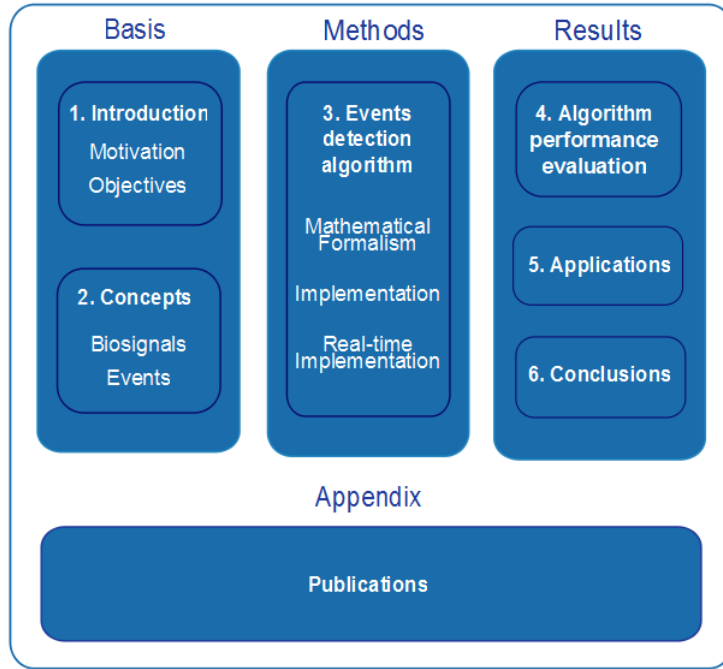 Basis
1. Introduction
Motivation
Objectives
2. Concepts
Biosignals
Events
Methods
3. Events
detection
algorithm
Mathematical
Formalism
Implementation
Real-time
Implementation
Results
4. Algorithm
performance
evaluation
5. Applications
6. Conclusions
Appendix
Publications